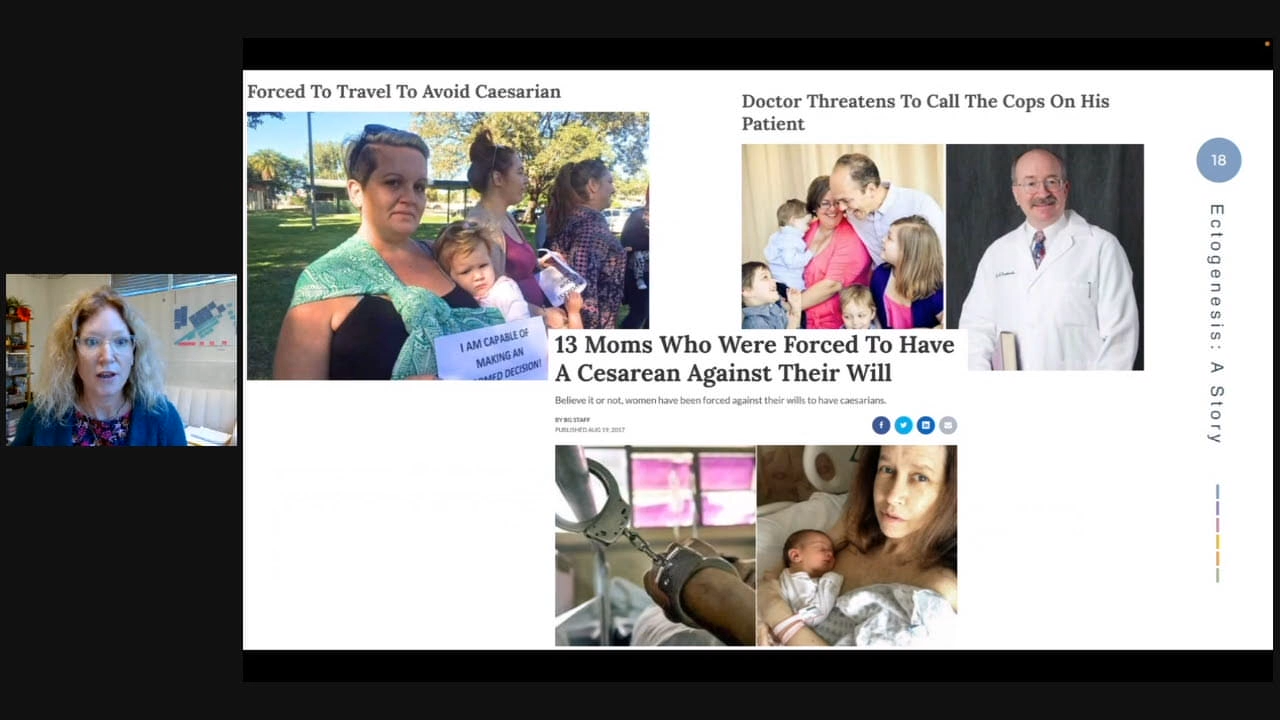 Forced To Travel To Avoid Caesarian
I AM CAPABLE OF
MAKING AN
RMED DECISION!
Doctor Threatens To Call The Cops On His
Patient
13 Moms Who Were Forced To Have
A Cesarean Against Their Will
Believe it or not, women have been forced against their wills to have caesarians.
BY BG STAFF
PUBLISHED AUG 19, 2017
18
Ectogenesis: A Story